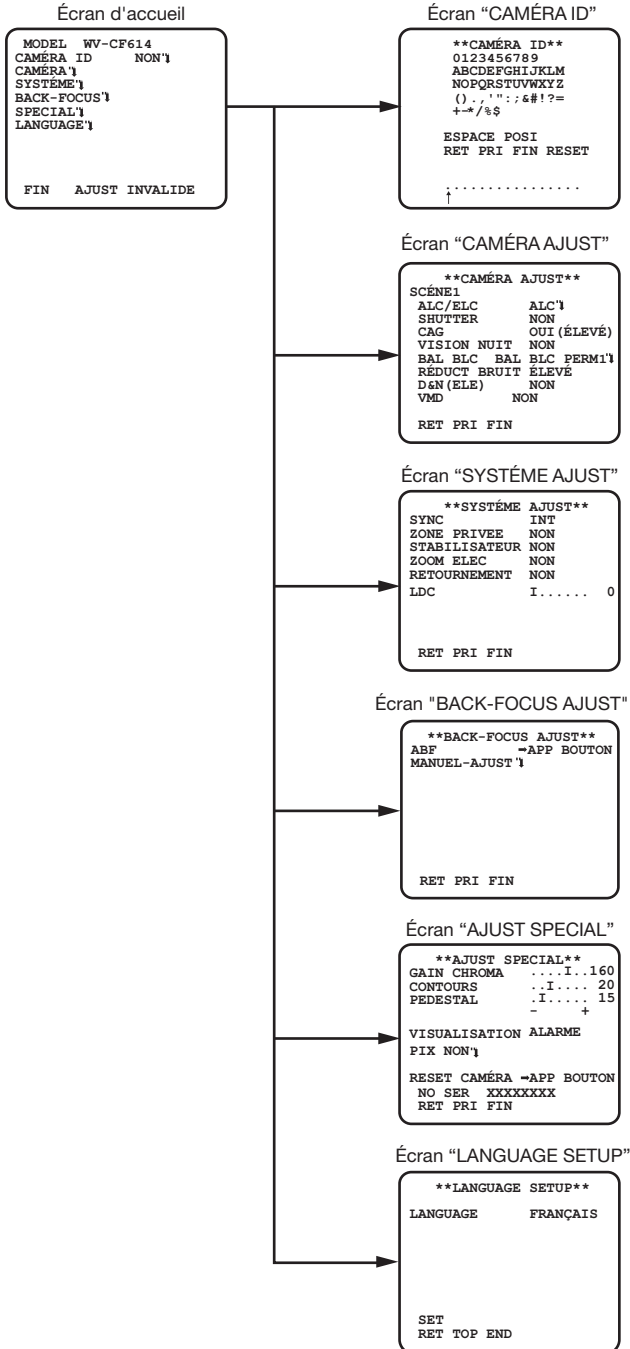 Écran d'accueil
MODEL WV-CF614
CAMÉRA ID NON
CAMÉRA
SYSTÉME
BACK-FOCUS
SPECIAL
LANGUAGE
FIN AJUST INVALIDE
Écran “CAMÉRA ID”
**CAMÉRA ID**
0123456789
ABCDEFGHIJKLM
NOPQRSTUVWXYZ
().,'":;&#!?=
+-*/%$
ESPACE POSI
RET PRI FIN RESET
................
↑
Écran “CAMÉRA AJUST”
**CAMÉRA AJUST**
SCÉNE1
ALC/ELC ALC
SHUTTER NON
CAG OUI(ÉLEVÉ)
VISION NUIT NON
BAL BLC BAL BLC PERM1
RÉDUCT BRUIT ÉLEVÉ
D&N(ELE) NON
VMD NON
RET PRI FIN
Écran “SYSTÉME AJUST”
**SYSTÉME AJUST**
SYNC INT
ZONE PRIVEE NON
STABILISATEUR NON
ZOOM ELEC NON
RETOURNEMENT NON
LDC I...... 0
RET PRI FIN
Écran "BACK-FOCUS AJUST"
**BACK-FOCUS AJUST**
ABF →APP BOUTON
MANUEL-AJUST
RET PRI FIN
Écran “AJUST SPECIAL”
**AJUST SPECIAL**
GAIN CHROMA ....I..160
CONTOURS ..I.... 20
PEDESTAL .I..... 15
- +
VISUALISATION ALARME
PIX NON
RESET CAMÉRA →APP BOUTON
NO SER XXXXXXXX
RET PRI FIN
Écran “LANGUAGE SETUP”
**LANGUAGE SETUP**
LANGUAGE FRANÇAIS
SET
RET TOP END